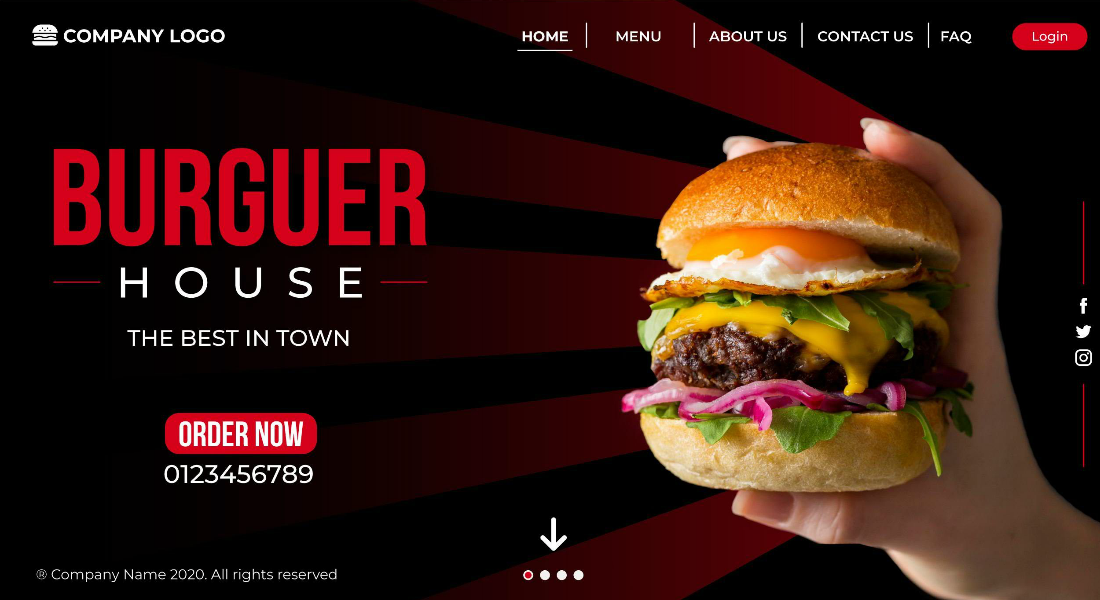 COMPANY LOGO
HOME
MENU
ABOUT US
CONTACT US
FAQ
Login
BURGUER
HOUSE
THE BEST IN TOWN
ORDER NOW
0123456789
® Company Name 2020. All rights reserved